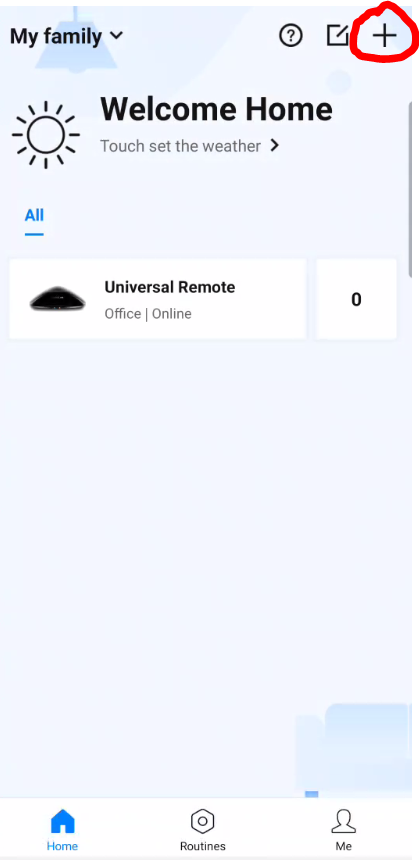 My family
?
Welcome Home
Touch set the weather
All
Universal Remote
Office | Online
0
Home
Routines
Me